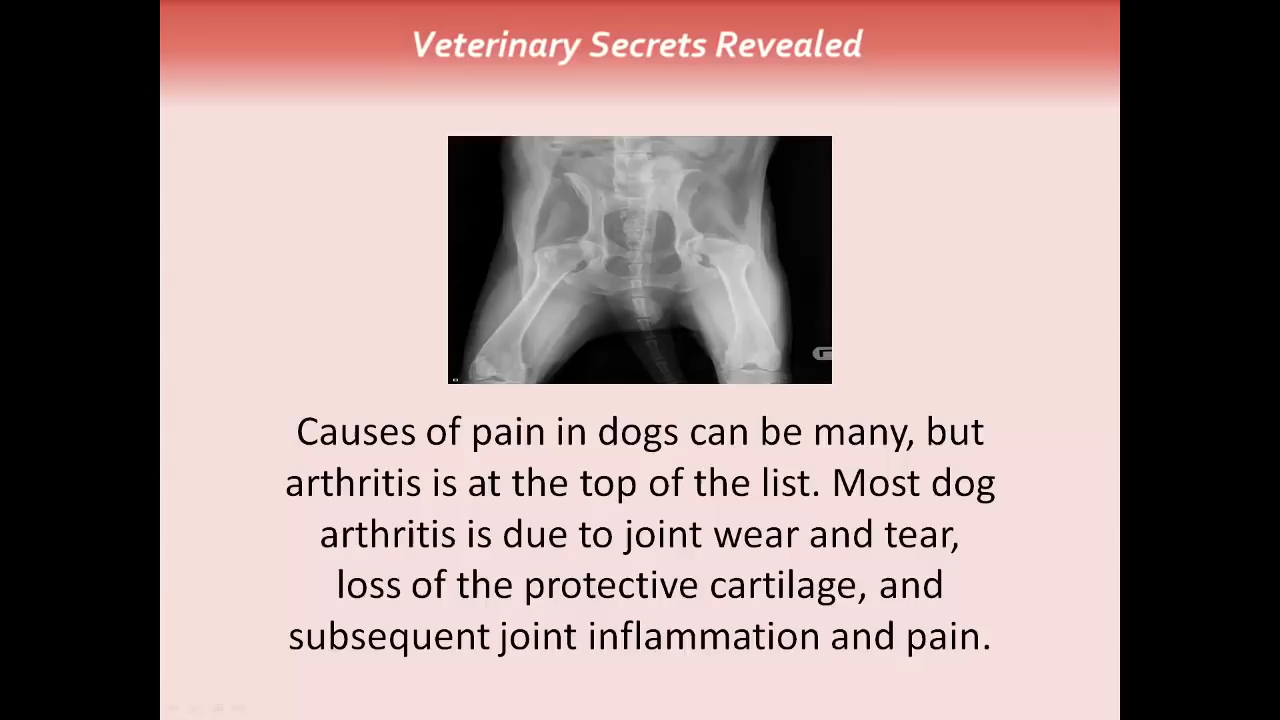 Veterinary Secrets Revealed
Causes of pain in dogs can be many, but
arthritis is at the top of the list. Most dog
arthritis is due to joint wear and tear,
loss of the protective cartilage, and
subsequent joint inflammation and pain.